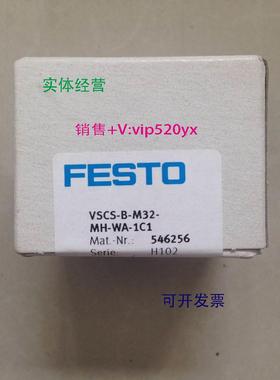 实体经营
销售+V:vip520yx
FESTO
VSCS-B-M32-
MH-WA-1C1
Mat.-Nr.: 546256
Serie: H102
可开发票